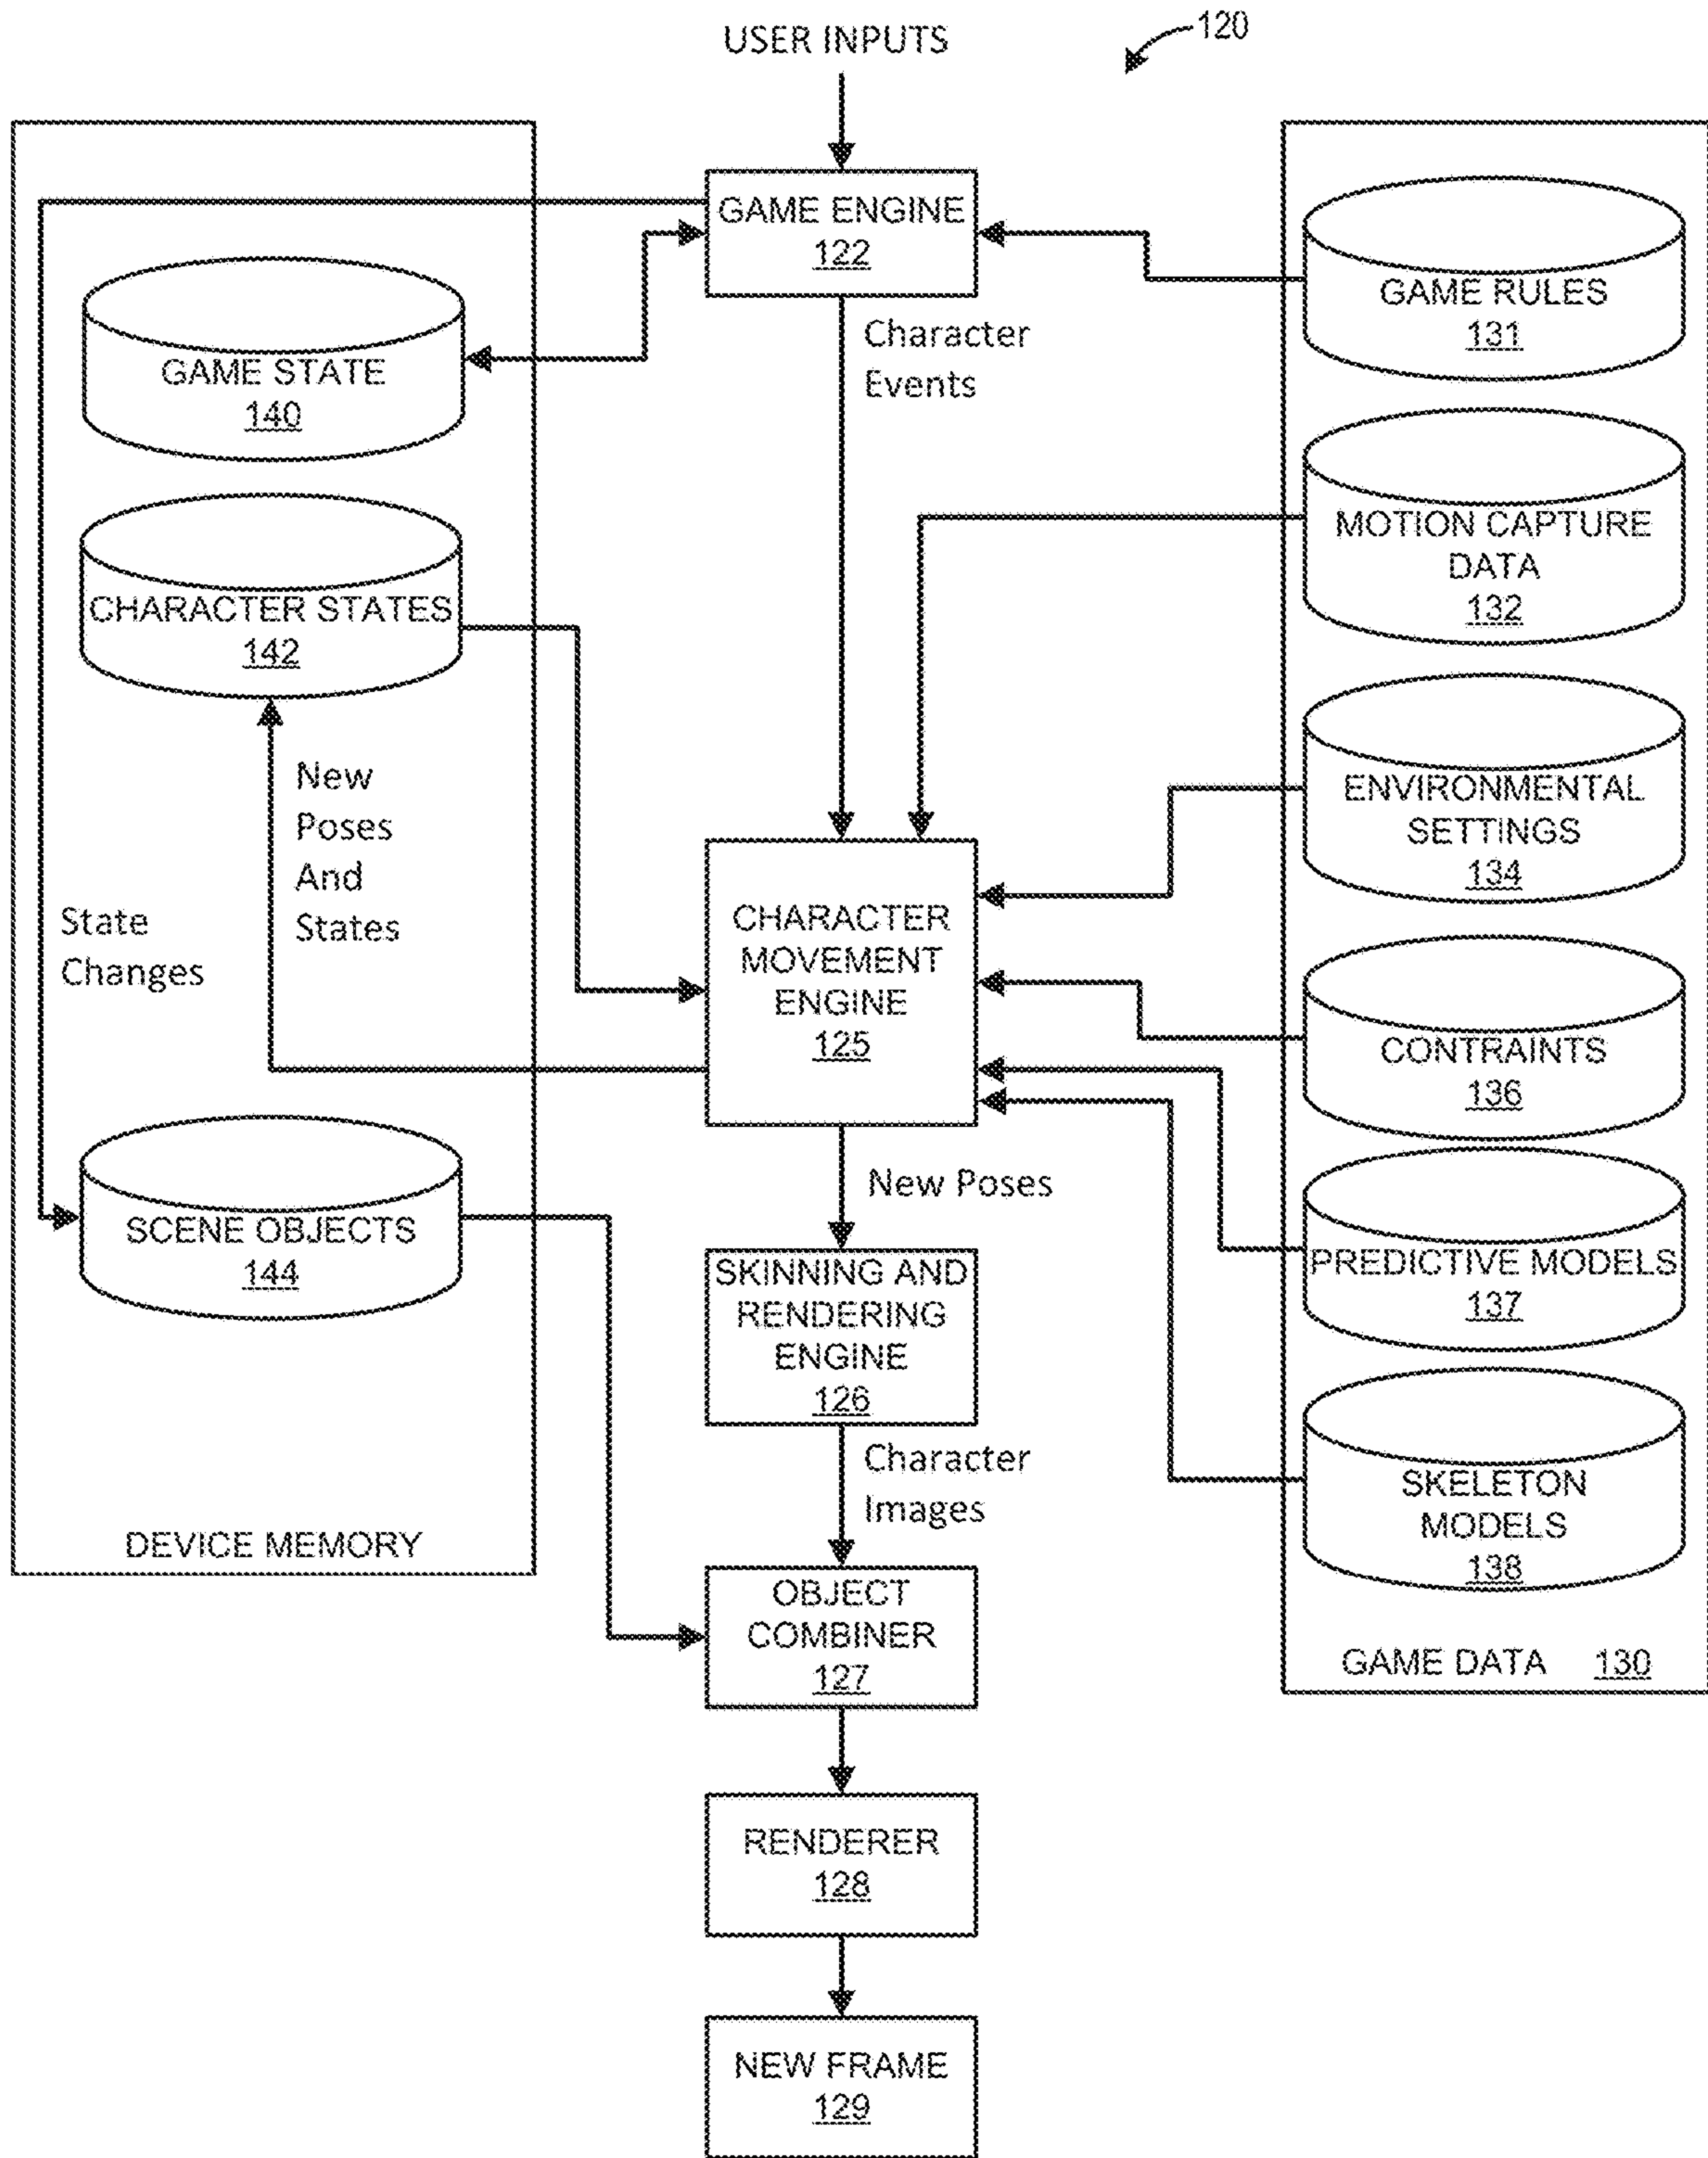 USER INPUTS
120
GAME ENGINE
122
Character
Events
GAME STATE
140
CHARACTER STATES
142
New
Poses
And
States
State
Changes
SCENE OBJECTS
144
DEVICE MEMORY
CHARACTER
MOVEMENT
ENGINE
125
New Poses
SKINNING AND
RENDERING
ENGINE
126
Character
Images
OBJECT
COMBINER
127
RENDERER
128
NEW FRAME
129
GAME RULES
131
MOTION CAPTURE
DATA
132
ENVIRONMENTAL
SETTINGS
134
CONTRAINTS
136
PREDICTIVE MODELS
137
SKELETON
MODELS
138
GAME DATA 130